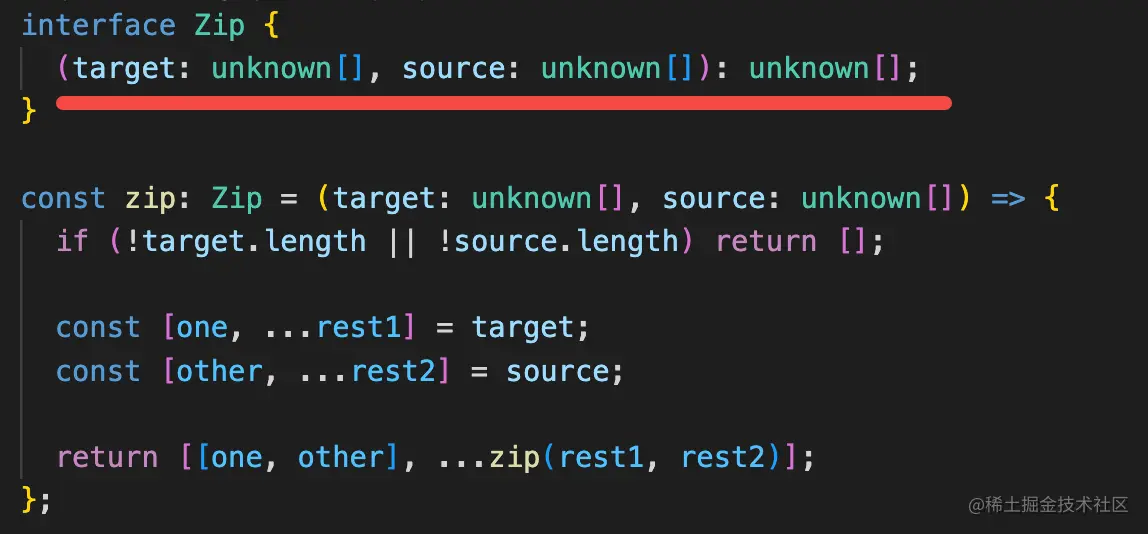 interface Zip {
  (target: unknown[], source: unknown[]): unknown[];
}
const zip: Zip = (target: unknown[], source: unknown[]) => {
  if (!target.length || !source.length) return [];
  const [one, ...rest1] = target;
  const [other, ...rest2] = source;
  return [[one, other], ...zip(rest1, rest2)];
};
@稀土掘金技术社区